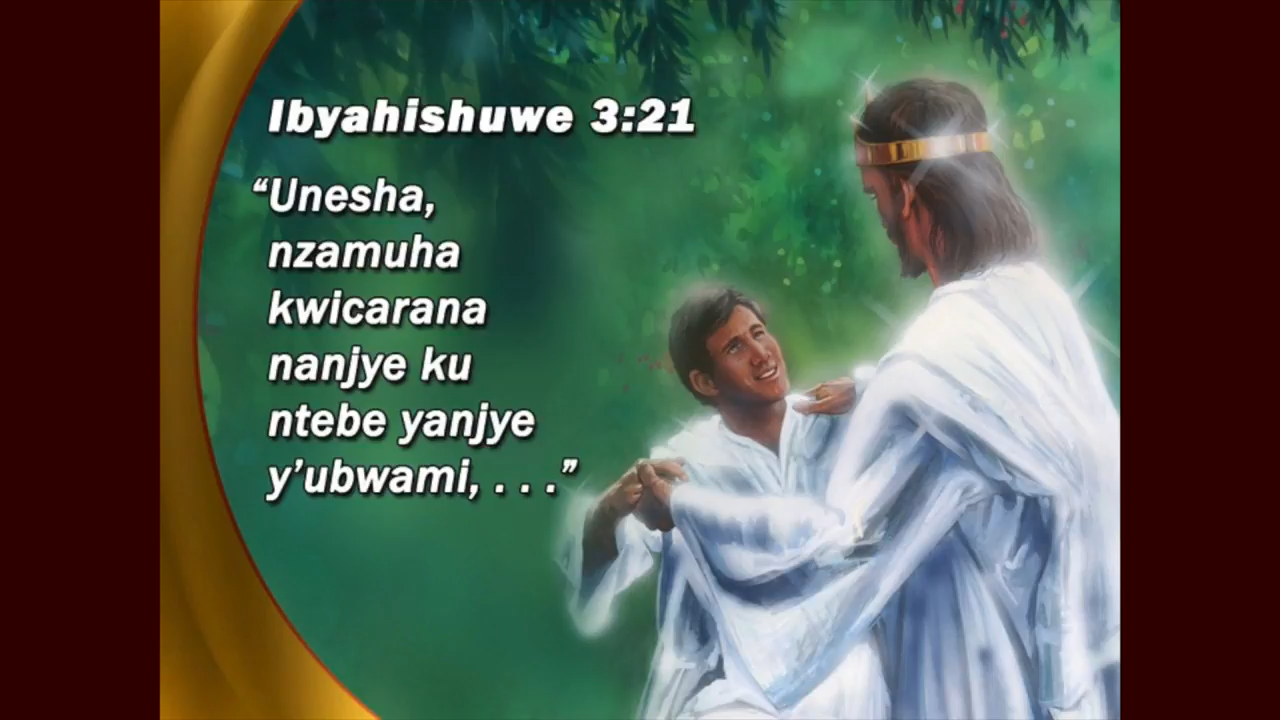 Ibyahishuwe 3:21
“Unesha,
nzamuha
kwicarana
nanjye ku
ntebe yanjye
y’ubwami, . . .”